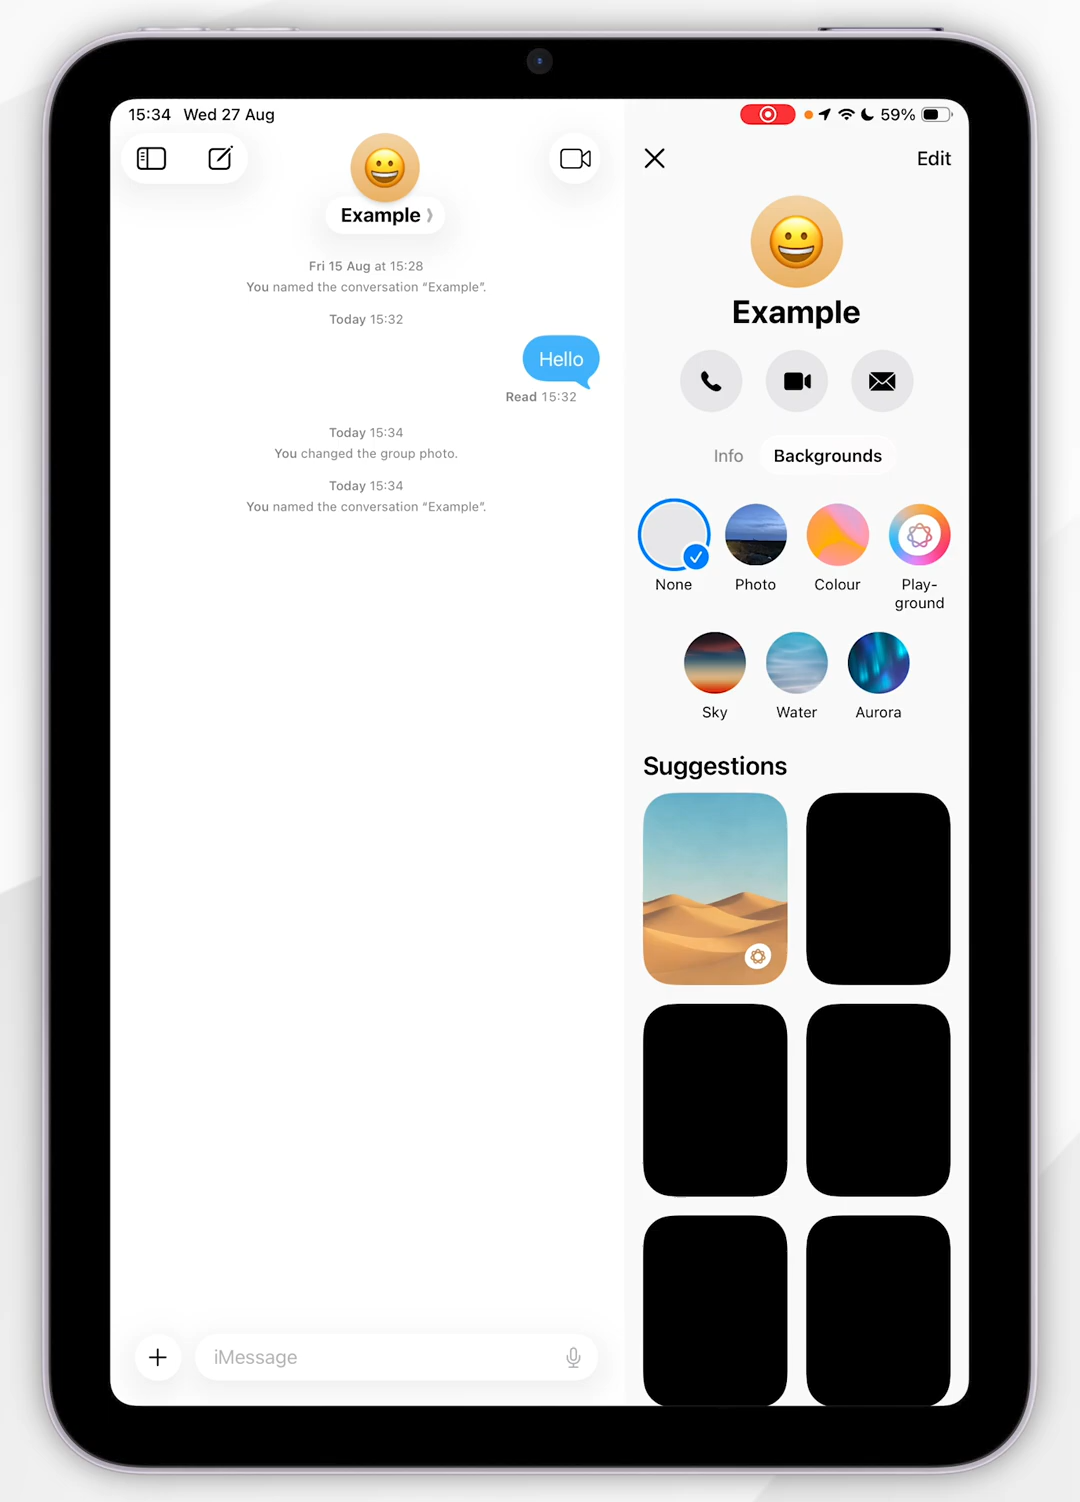 15:34 Wed 27 Aug
59%
Example
Fri 15 Aug at 15:28
You named the conversation “Example”.
Today 15:32
Hello
Read 15:32
Today 15:34
You changed the group photo.
Today 15:34
You named the conversation “Example”.
iMessage
Edit
Example
Info Backgrounds
None Photo Colour Play-
ground
Sky Water Aurora
Suggestions